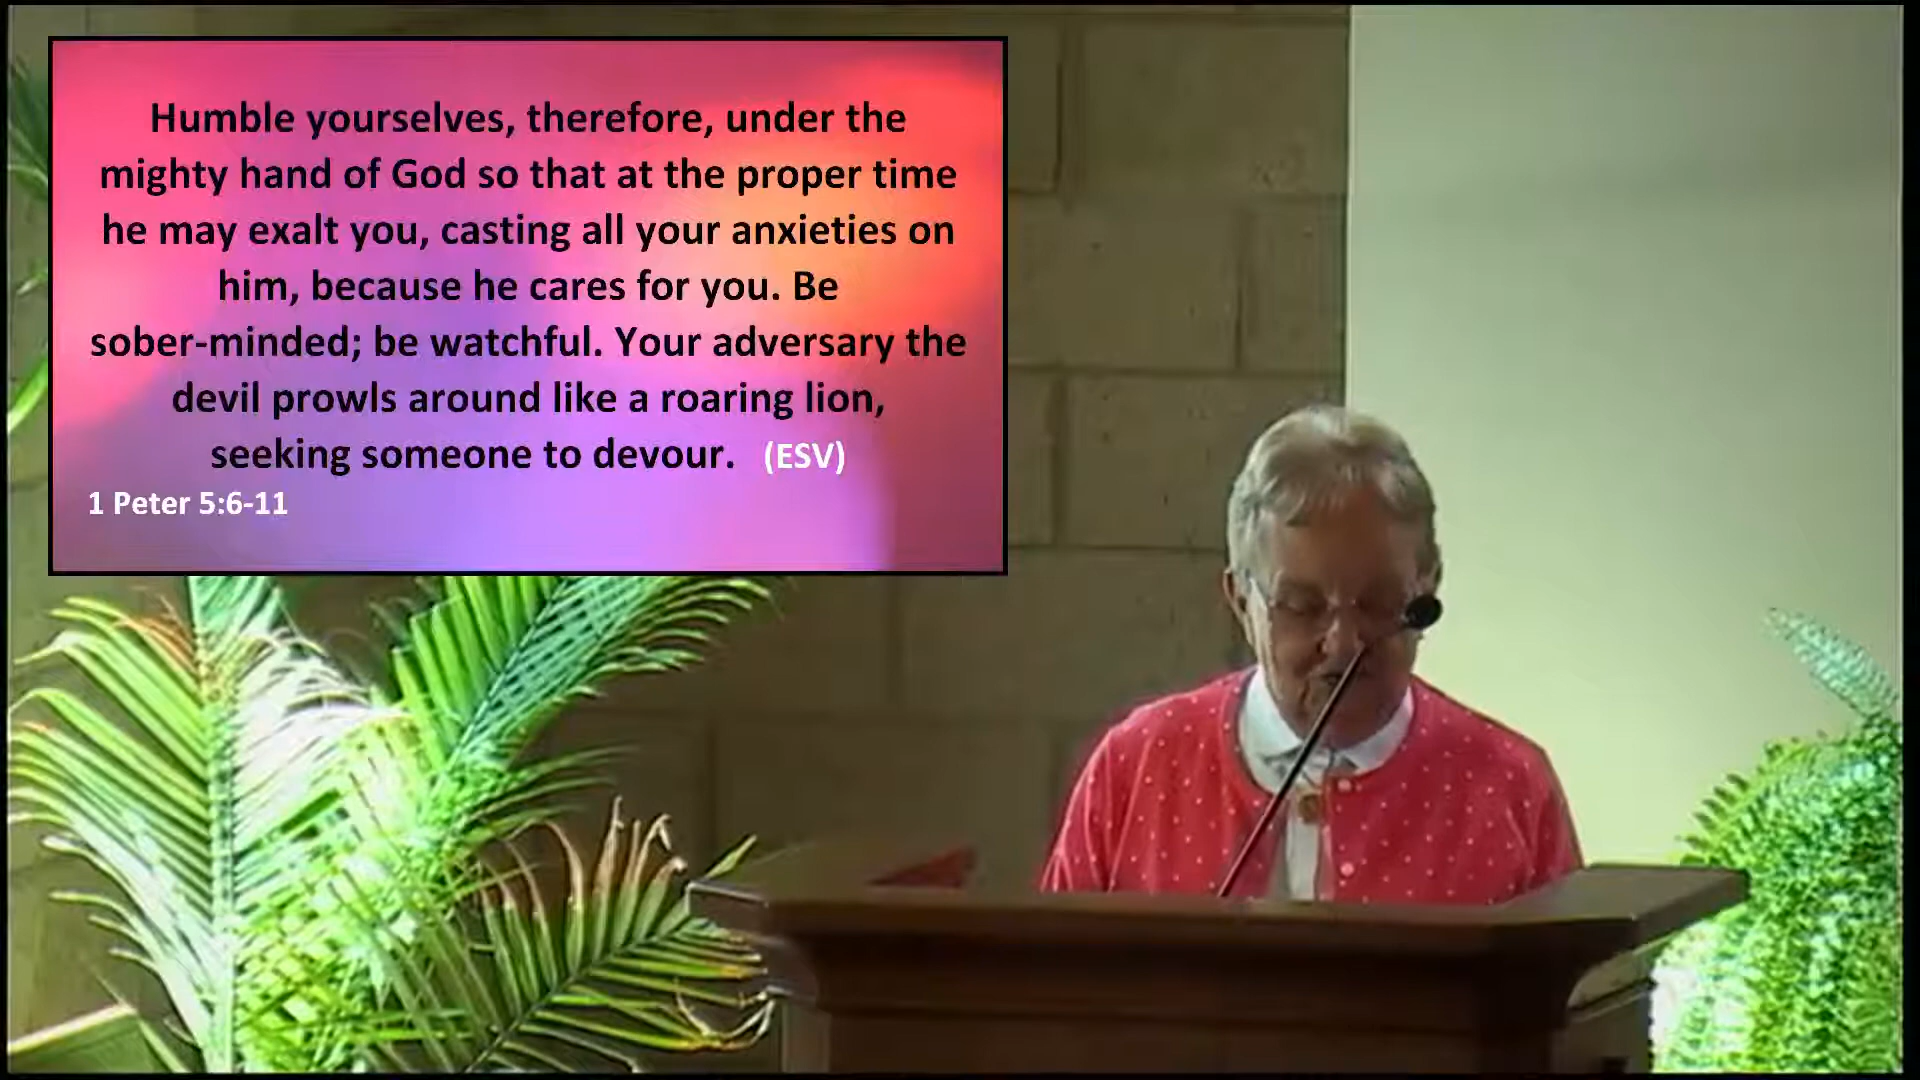 Humble yourselves, therefore, under the
mighty hand of God so that at the proper time
he may exalt you, casting all your anxieties on
him, because he cares for you. Be
sober-minded; be watchful. Your adversary the
devil prowls around like a roaring lion,
seeking someone to devour. (ESV)
1 Peter 5:6-11